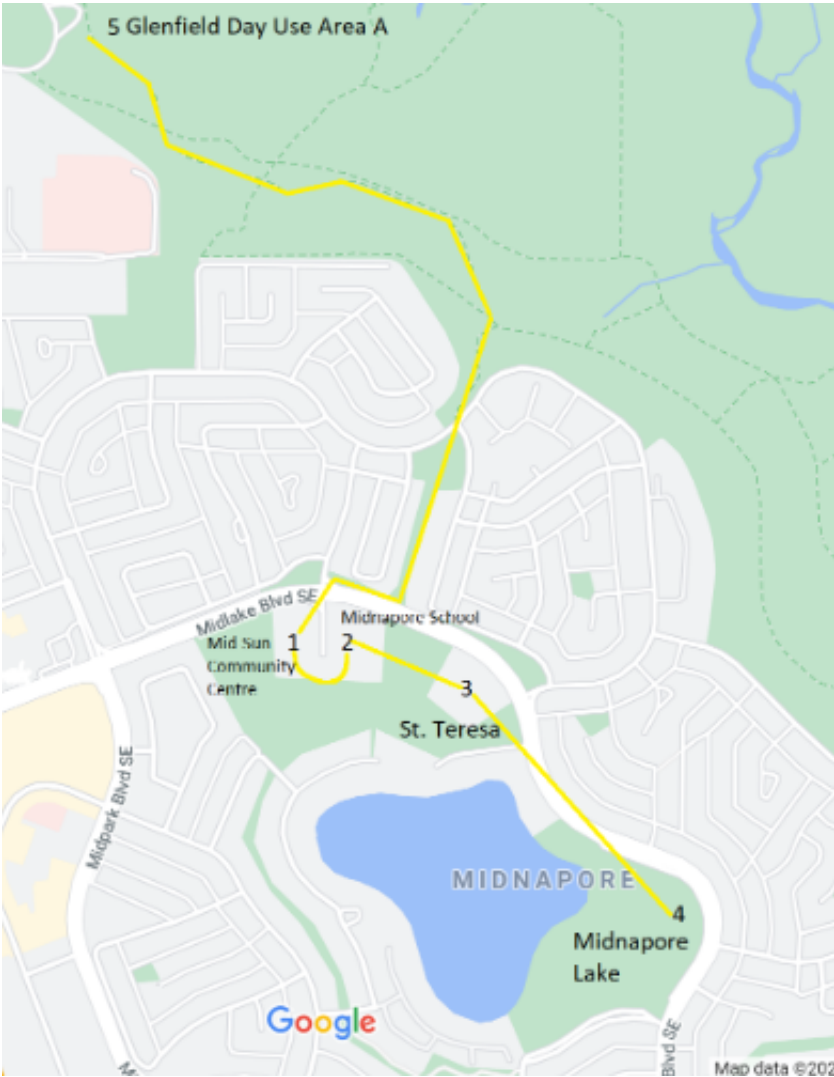 5 Glenfield Day Use Area A
Midlake Blvd SE
Midnapore School
1
2
Mid Sun
Community
Centre
3
St. Teresa
Midpark Blvd SE
MIDNAPORE
4
Midnapore
Lake
Google
Blvd SE
Map data ©202